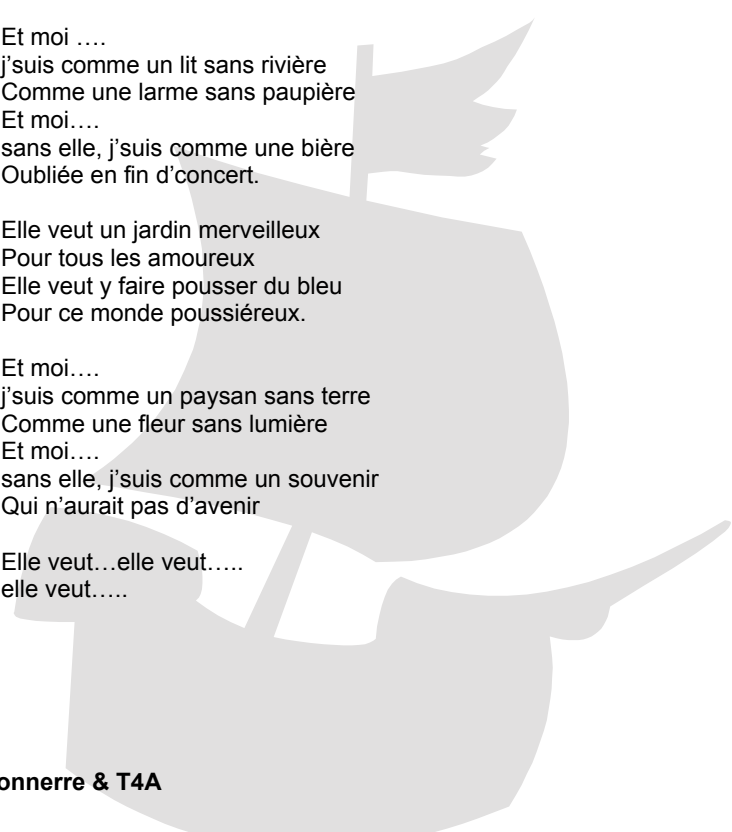 Et moi ….
j’suis comme un lit sans rivière
Comme une larme sans paupière
Et moi….
sans elle, j’suis comme une bière
Oubliée en fin d’concert.
Elle veut un jardin merveilleux
Pour tous les amoureux
Elle veut y faire pousser du bleu
Pour ce monde poussiéreux.
Et moi….
j’suis comme un paysan sans terre
Comme une fleur sans lumière
Et moi….
sans elle, j’suis comme un souvenir
Qui n’aurait pas d’avenir
Elle veut…elle veut…..
elle veut…..
onnerre & T4A